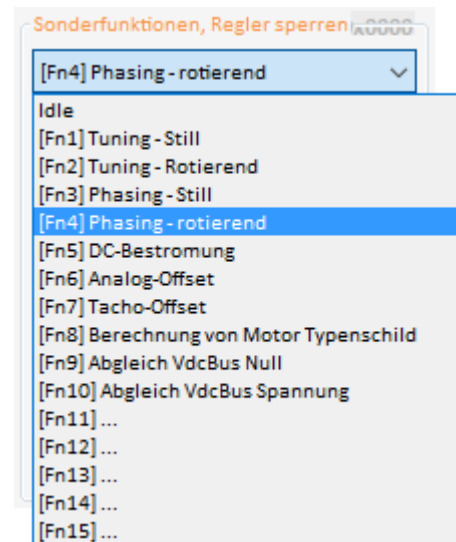 Sonderfunktionen, Regler sperren x0000
[Fn4] Phasing - rotierend
Idle
[Fn1] Tuning - Still
[Fn2] Tuning - Rotierend
[Fn3] Phasing - Still
[Fn4] Phasing - rotierend
[Fn5] DC-Bestromung
[Fn6] Analog-Offset
[Fn7] Tacho-Offset
[Fn8] Berechnung von Motor Typenschild
[Fn9] Abgleich VdcBus Null
[Fn10] Abgleich VdcBus Spannung
[Fn11] ...
[Fn12] ...
[Fn13] ...
[Fn14] ...
[Fn15] ...